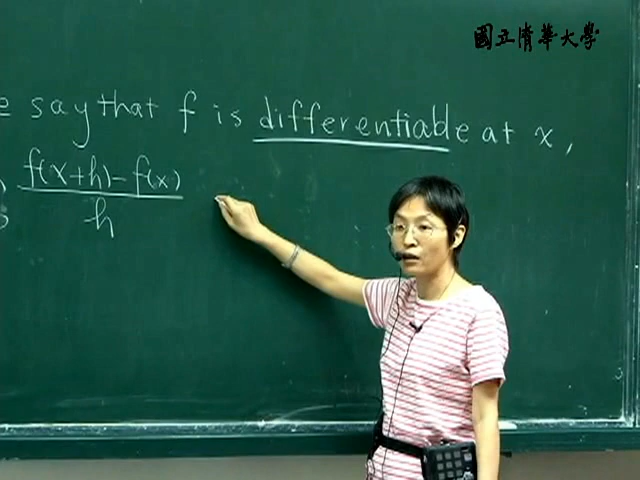 國立清華大學
say that f is differentiable at x,
f(x+h)-f(x)
h